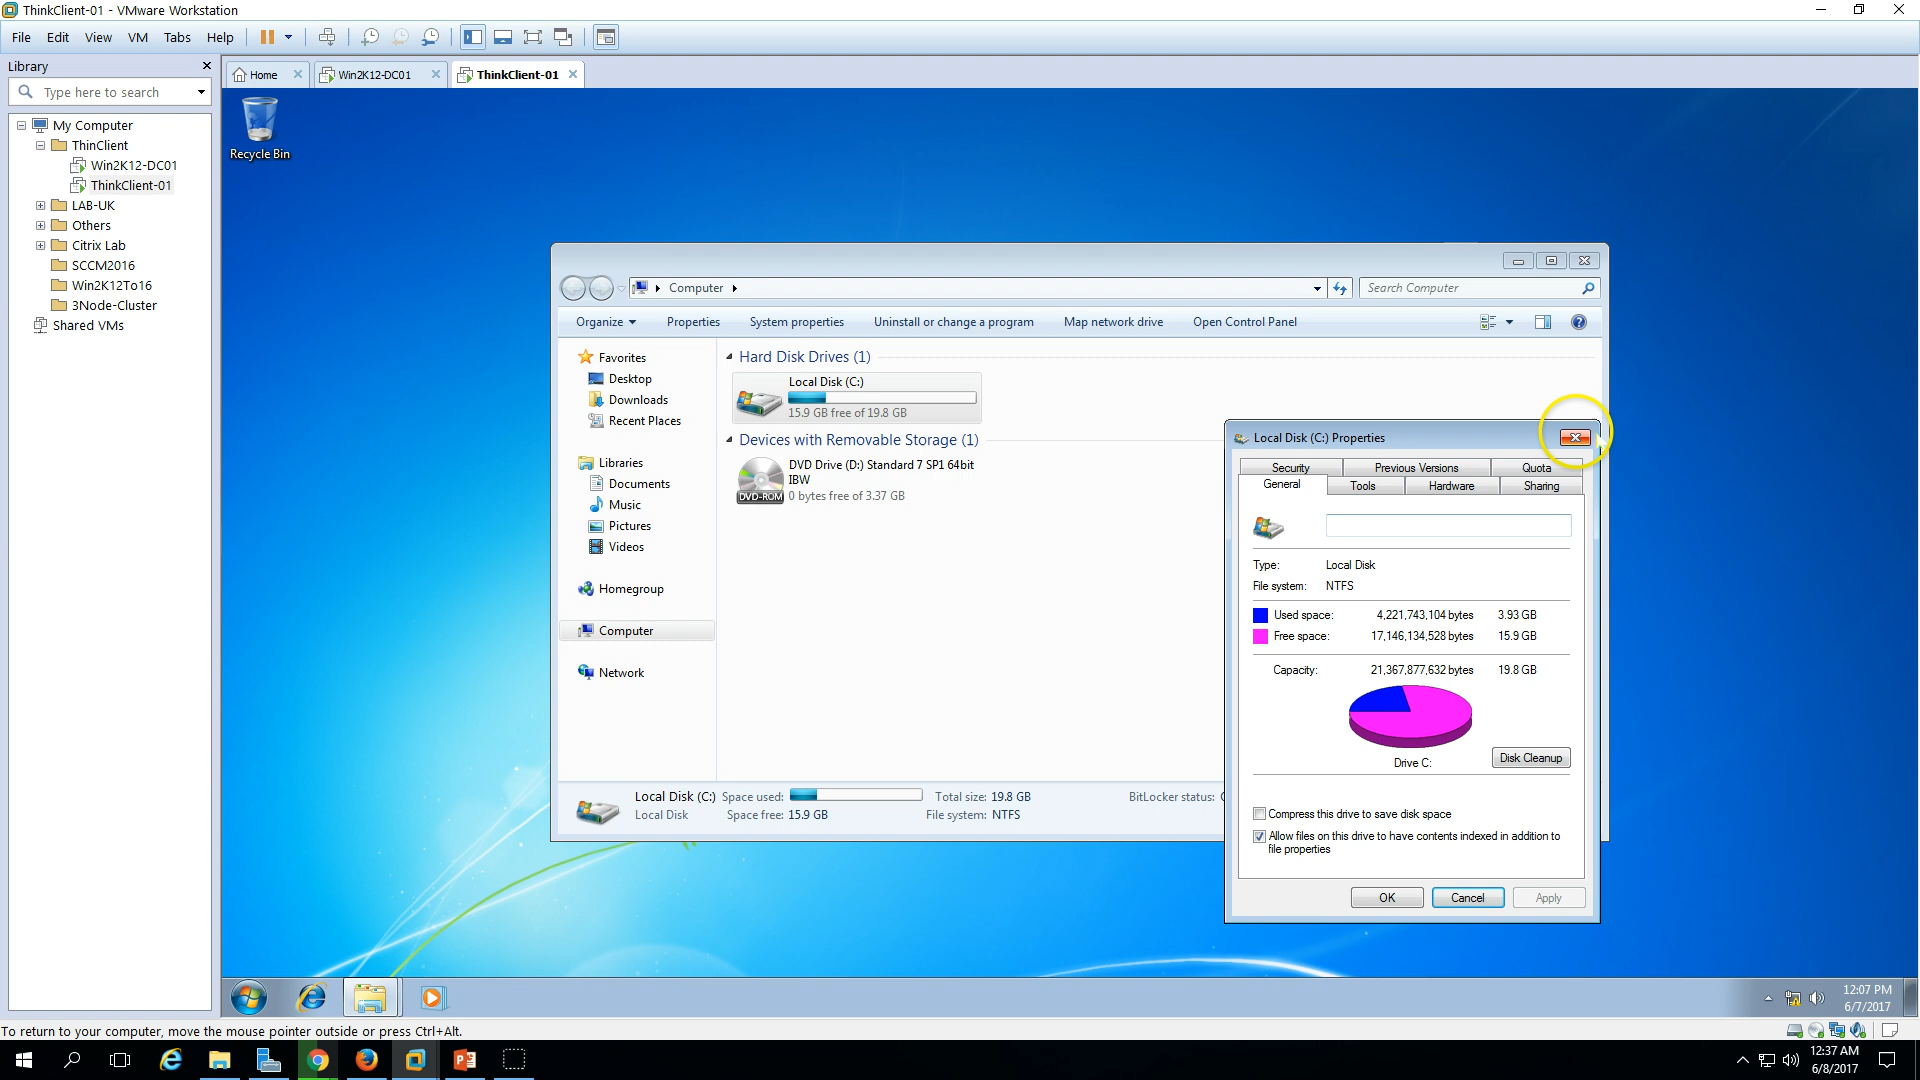 ThinkClient-01 - VMware Workstation
File Edit View VM Tabs Help
Library
Type here to search
My Computer
ThinClient
Win2K12-DC01
ThinkClient-01
LAB-UK
Others
Citrix Lab
SCCM2016
Win2K12To16
3Node-Cluster
Shared VMs
Home Win2K12-DC01 ThinkClient-01
Recycle Bin
Computer
Search Computer
Organize Properties System properties Uninstall or change a program Map network drive Open Control Panel
Favorites
Desktop
Downloads
Recent Places
Libraries
Documents
Music
Pictures
Videos
Homegroup
Computer
Network
Hard Disk Drives (1)
Local Disk (C:)
15.9 GB free of 19.8 GB
Devices with Removable Storage (1)
DVD Drive (D:) Standard 7 SP1 64bit
IBW
DVD-ROM
0 bytes free of 3.37 GB
Local Disk (C:) Space used: Total size: 19.8 GB BitLocker status:
Local Disk Space free: 15.9 GB File system: NTFS
Local Disk (C:) Properties
Security Previous Versions Quota
General Tools Hardware Sharing
Type: Local Disk
File system: NTFS
Used space: 4,221,743,104 bytes 3.93 GB
Free space: 17,146,134,528 bytes 15.9 GB
Capacity: 21,367,877,632 bytes 19.8 GB
Drive C:
Disk Cleanup
Compress this drive to save disk space
Allow files on this drive to have contents indexed in addition to
file properties
OK Cancel Apply
12:07 PM
6/7/2017
To return to your computer, move the mouse pointer outside or press Ctrl+Alt.
12:37 AM
6/8/2017